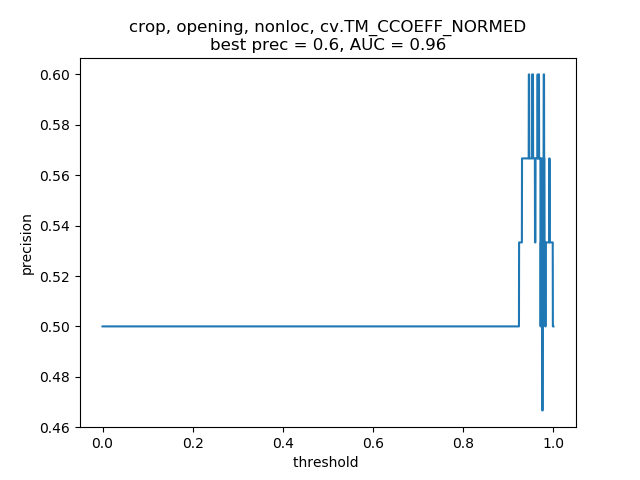 crop, opening, nonloc, cv.TM_CCOEFF_NORMED
best prec = 0.6, AUC = 0.96
0.60
0.58
0.56
0.54
0.52
0.50
0.48
0.46
precision
0.0 0.2 0.4 0.6 0.8 1.0
threshold